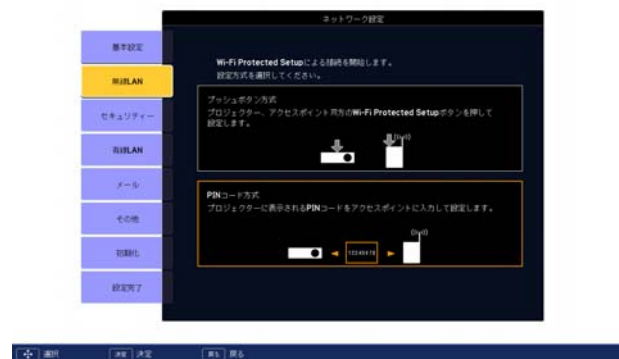 ネットワーク設定
基本設定
無線LAN
セキュリティー
有線LAN
メール
その他
初期化
設定完了
Wi-Fi Protected Setupによる接続を開始します。
設定方式を選択してください。
プッシュボタン方式
プロジェクター、アクセスポイント双方のWi-Fi Protected Setupボタンを押して
設定します。
PINコード方式
プロジェクターに表示されるPINコードをアクセスポイントに入力して設定します。
12345678
選択
決定 決定
戻る 戻る